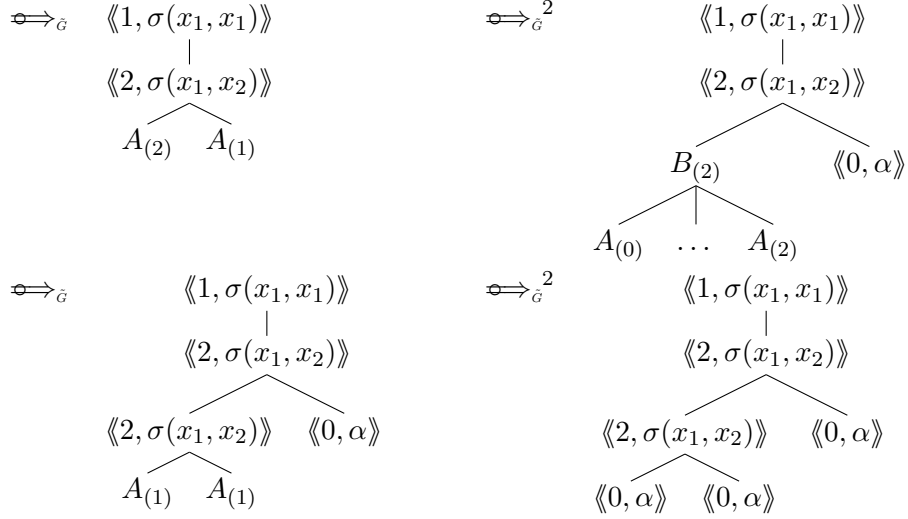 ⟹_G̃ ⟪1, σ(x₁, x₁)⟫ ⟹_G̃² ⟪1, σ(x₁, x₁)⟫
⟪2, σ(x₁, x₂)⟫ ⟪2, σ(x₁, x₂)⟫
A₍₂₎ A₍₁₎ B₍₂₎ ⟪0, α⟫
A₍₀₎ … A₍₂₎
⟹_G̃ ⟪1, σ(x₁, x₁)⟫ ⟹_G̃² ⟪1, σ(x₁, x₁)⟫
⟪2, σ(x₁, x₂)⟫ ⟪2, σ(x₁, x₂)⟫
⟪2, σ(x₁, x₂)⟫ ⟪0, α⟫ ⟪2, σ(x₁, x₂)⟫ ⟪0, α⟫
A₍₁₎ A₍₁₎ ⟪0, α⟫ ⟪0, α⟫